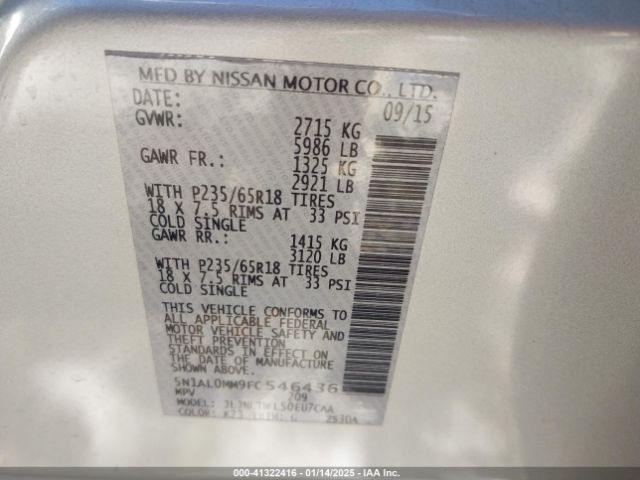 MFD BY NISSAN MOTOR CO., LTD.
DATE: 09/15
GVWR: 2715 KG
5986 LB
GAWR FR.: 1325 KG
2921 LB
WITH P235/65R18 TIRES
18 X 7.5 RIMS AT 33 PSI
COLD SINGLE
GAWR RR.: 1415 KG
3120 LB
WITH P235/65R18 TIRES
18 X 7.5 RIMS AT 33 PSI
COLD SINGLE
THIS VEHICLE CONFORMS TO
ALL APPLICABLE FEDERAL
MOTOR VEHICLE SAFETY AND
THEFT PREVENTION
STANDARDS IN EFFECT ON
THE DATE OF MANUFACTURE
SHOWN ABOVE.
5N1AL0MM9FC546436
MPV 209
MODEL:
COLOR: K23 G 25304
000-41322416 - 01/14/2025 - IAA Inc.